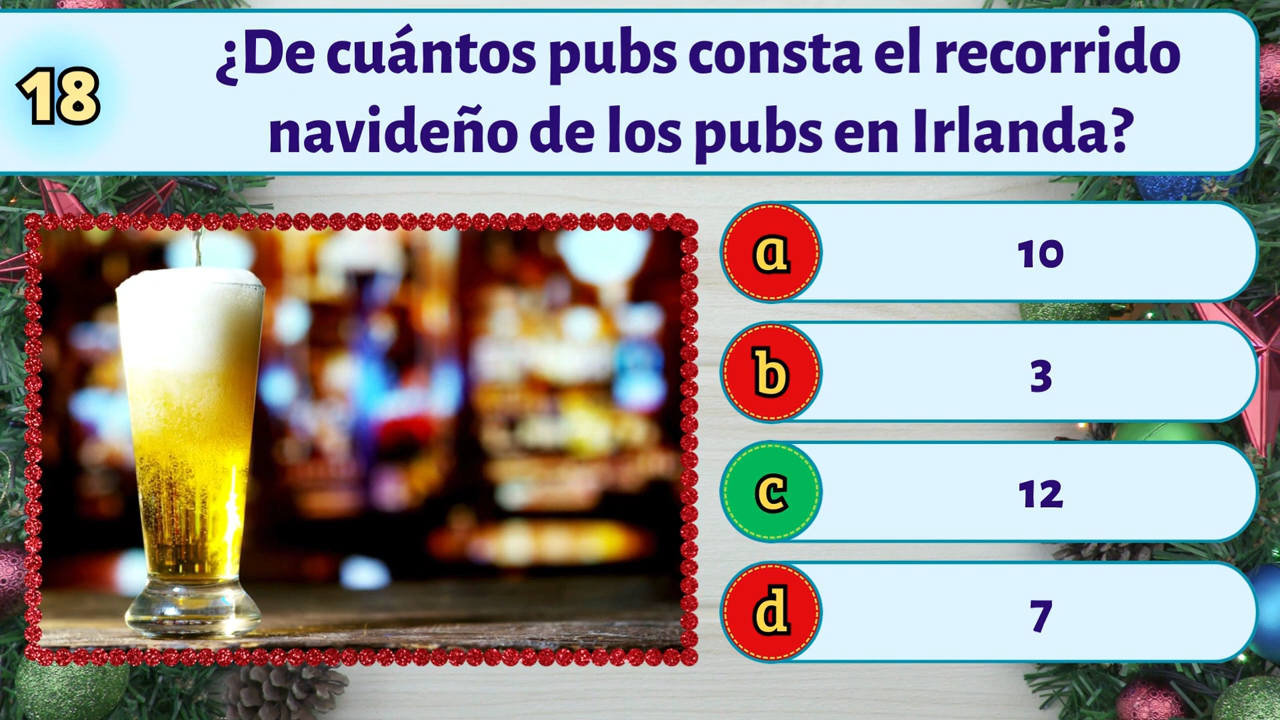 18
¿De cuántos pubs consta el recorrido
navideño de los pubs en Irlanda?
a 10
b 3
c 12
d 7